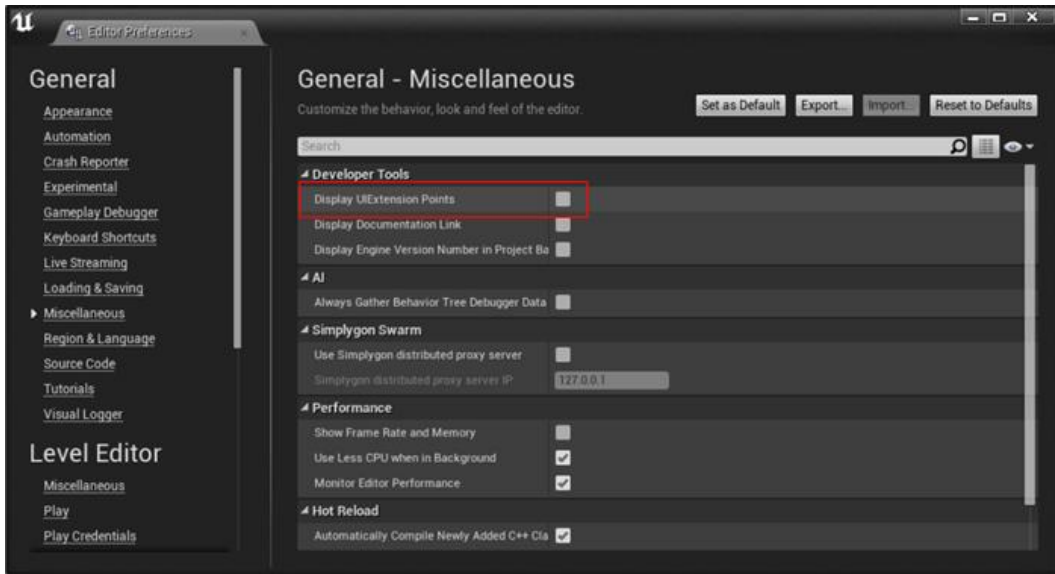 Editor Preferences
General
Appearance
Automation
Crash Reporter
Experimental
Gameplay Debugger
Keyboard Shortcuts
Live Streaming
Loading & Saving
Miscellaneous
Region & Language
Source Code
Tutorials
Visual Logger
Level Editor
Miscellaneous
Play
Play Credentials
General - Miscellaneous
Customize the behavior, look and feel of the editor.
Set as Default
Export...
Import...
Reset to Defaults
Search
Developer Tools
Display UIExtension Points
Display Documentation Link
Display Engine Version Number in Project Ba
AI
Always Gather Behavior Tree Debugger Data
Simplygon Swarm
Use Simplygon distributed proxy server
Simplygon distributed proxy server IP
127.0.0.1
Performance
Show Frame Rate and Memory
Use Less CPU when in Background
Monitor Editor Performance
Hot Reload
Automatically Compile Newly Added C++ Cla